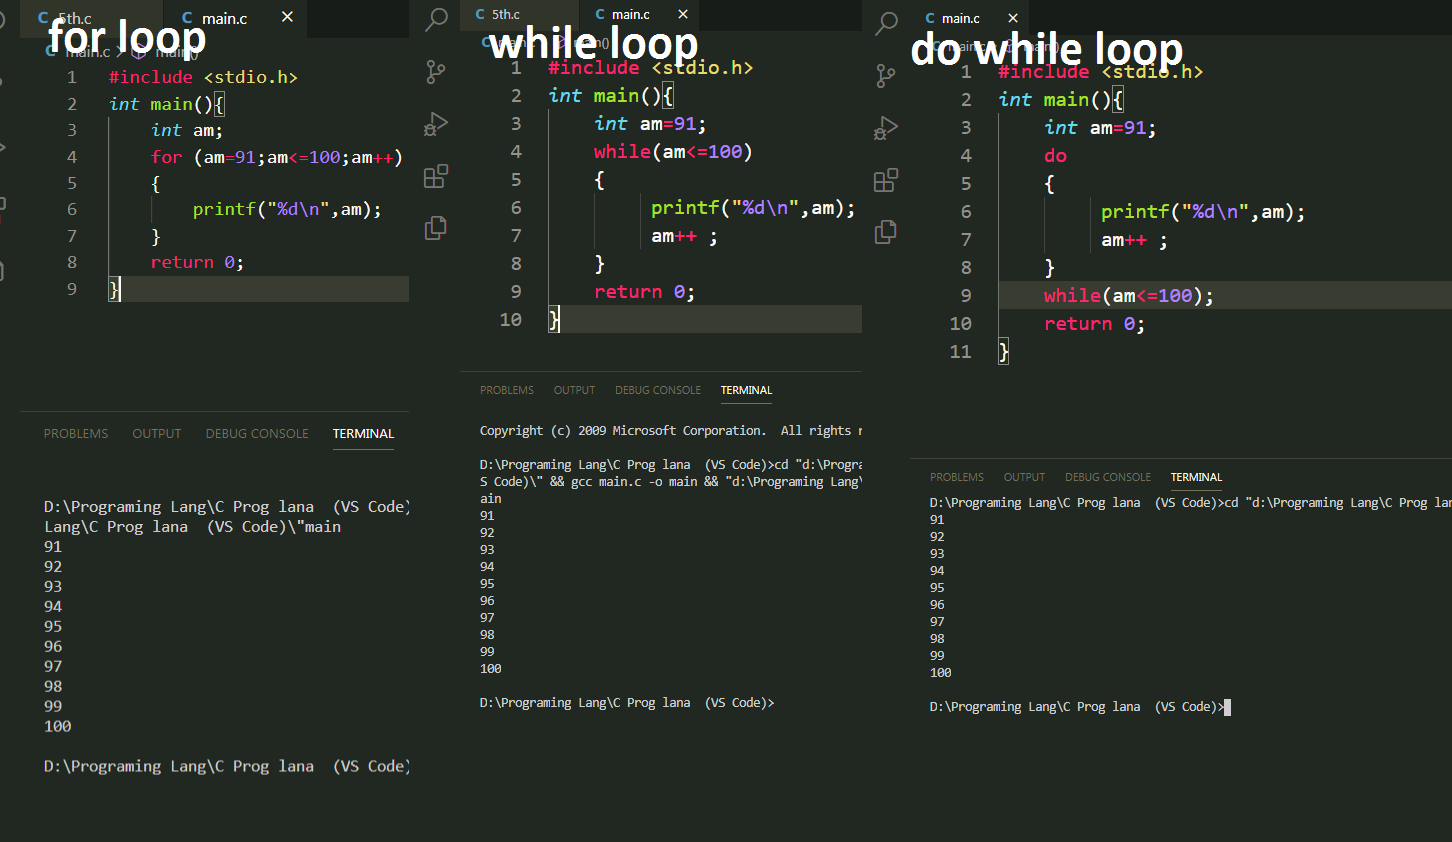 C 5th.c
C main.c ×
for loop
C main.c > main()
1 #include <stdio.h>
2 int main(){
3 int am;
4 for (am=91;am<=100;am++)
5 {
6 printf("%d\n",am);
7 }
8 return 0;
9 }
PROBLEMS OUTPUT DEBUG CONSOLE TERMINAL
D:\Programing Lang\C Prog lana (VS Code)
Lang\C Prog lana (VS Code)\"main
91
92
93
94
95
96
97
98
99
100
D:\Programing Lang\C Prog lana (VS Code)
C 5th.c
C main.c ×
while loop
1 #include <stdio.h>
2 int main(){
3 int am=91;
4 while(am<=100)
5 {
6 printf("%d\n",am);
7 am++ ;
8 }
9 return 0;
10 }
PROBLEMS OUTPUT DEBUG CONSOLE TERMINAL
Copyright (c) 2009 Microsoft Corporation. All rights r
D:\Programing Lang\C Prog lana (VS Code)>cd "d:\Progra
S Code)\" && gcc main.c -o main && "d:\Programing Lang\
ain
91
92
93
94
95
96
97
98
99
100
D:\Programing Lang\C Prog lana (VS Code)>
C main.c ×
do while loop
1 #include <stdio.h>
2 int main(){
3 int am=91;
4 do
5 {
6 printf("%d\n",am);
7 am++ ;
8 }
9 while(am<=100);
10 return 0;
11 }
PROBLEMS OUTPUT DEBUG CONSOLE TERMINAL
D:\Programing Lang\C Prog lana (VS Code)>cd "d:\Programing Lang\C Prog lan
91
92
93
94
95
96
97
98
99
100
D:\Programing Lang\C Prog lana (VS Code)>